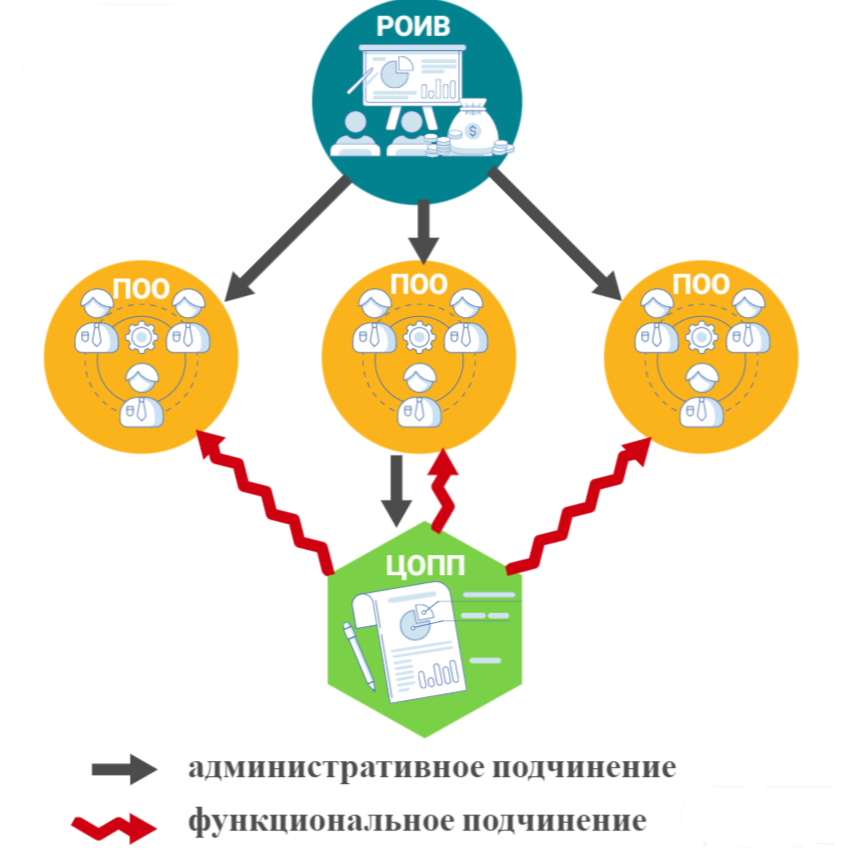 РОИВ
ПОО
ПОО
ПОО
ЦОПП
административное подчинение
функциональное подчинение